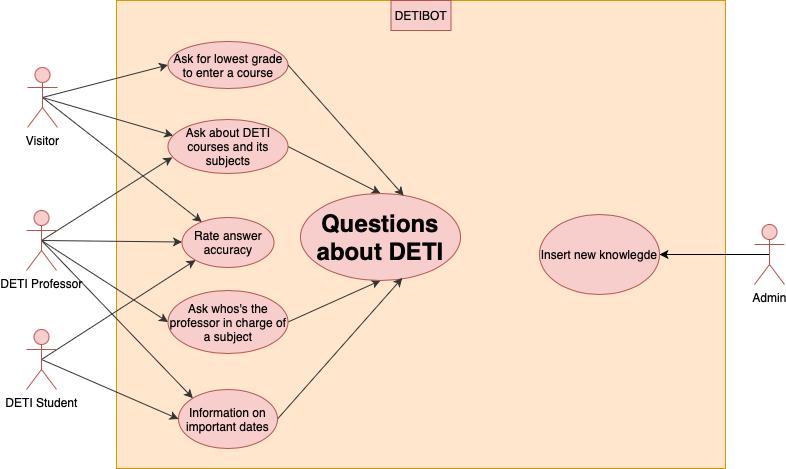 DETIBOT
Ask for lowest grade
to enter a course
Visitor
Ask about DETI
courses and its
subjects
Rate answer
accuracy
Questions
about DETI
Insert new knowlegde
DETI Professor
Admin
Ask whos's the
professor in charge of
a subject
DETI Student
Information on
important dates